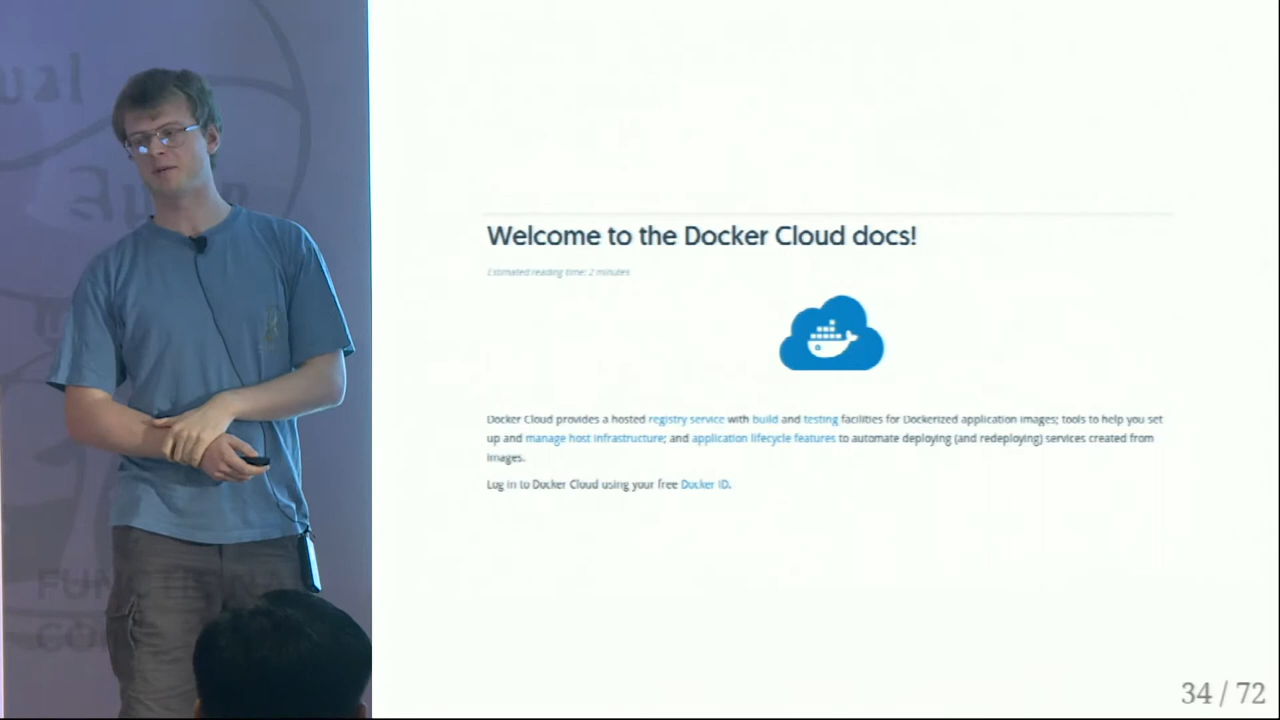 Welcome to the Docker Cloud docs!
Estimated reading time: 2 minutes
Docker Cloud provides a hosted registry service with build and testing facilities for Dockerized application images; tools to help you set
up and manage host infrastructure; and application lifecycle features to automate deploying (and redeploying) services created from
images.
Log in to Docker Cloud using your free Docker ID.
34 / 72